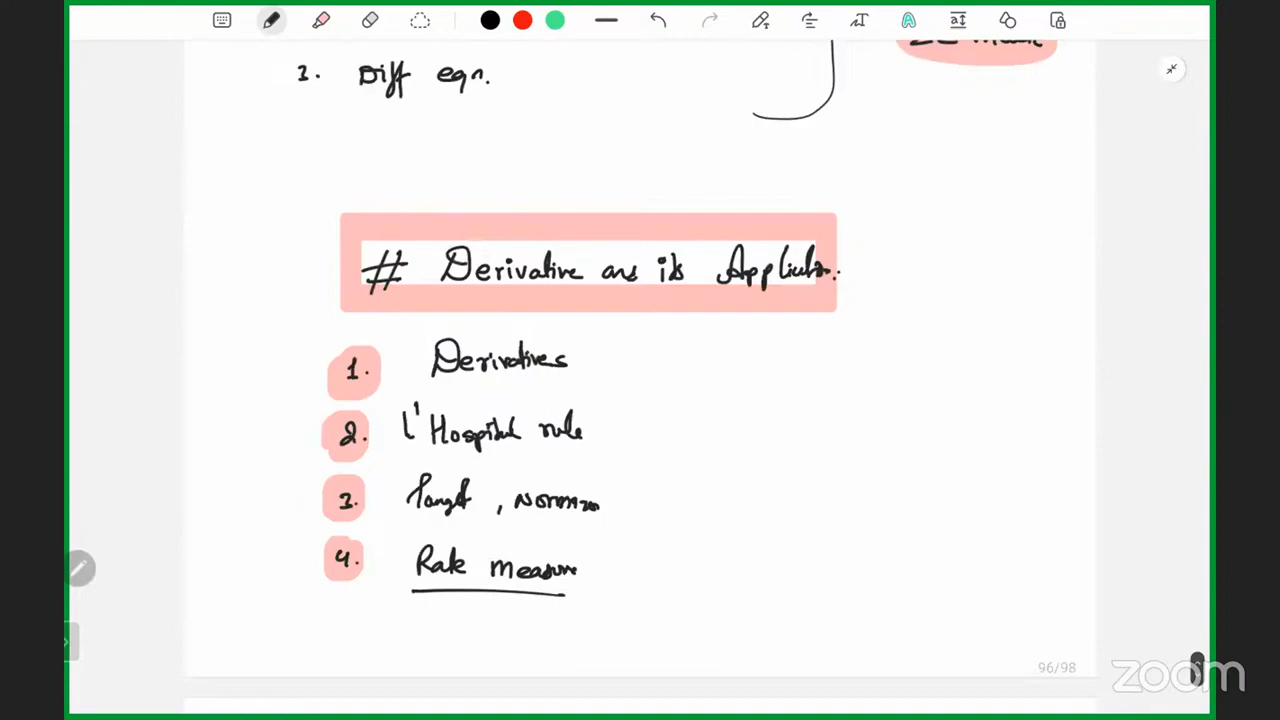 3. Diff eqn.
# Derivative and its Application.
1. Derivatives
2. L'Hospital rule
3. Tangt, Normal
4. Rate measure
96/98
zoom